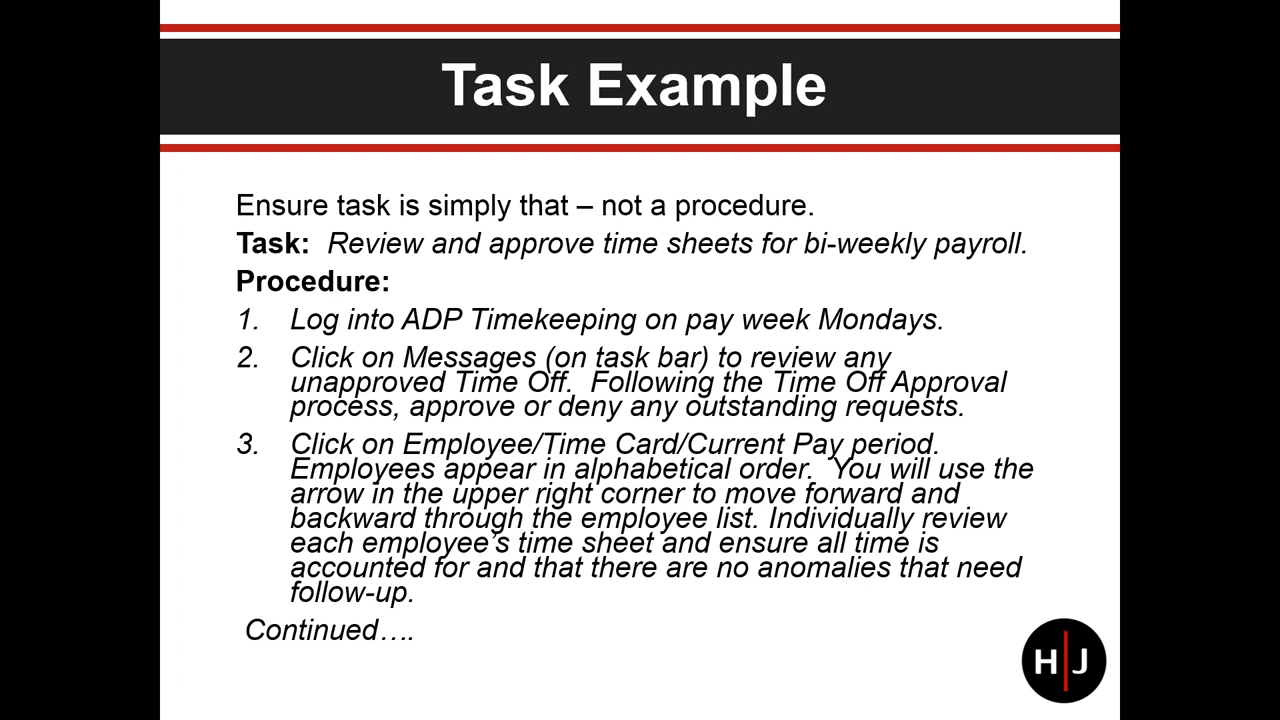 Task Example
Ensure task is simply that – not a procedure.
Task:  Review and approve time sheets for bi-weekly payroll.
Procedure:
1. Log into ADP Timekeeping on pay week Mondays.
2. Click on Messages (on task bar) to review any
unapproved Time Off.  Following the Time Off Approval
process, approve or deny any outstanding requests.
3. Click on Employee/Time Card/Current Pay period.
Employees appear in alphabetical order.  You will use the
arrow in the upper right corner to move forward and
backward through the employee list. Individually review
each employee’s time sheet and ensure all time is
accounted for and that there are no anomalies that need
follow-up.
Continued….
H|J